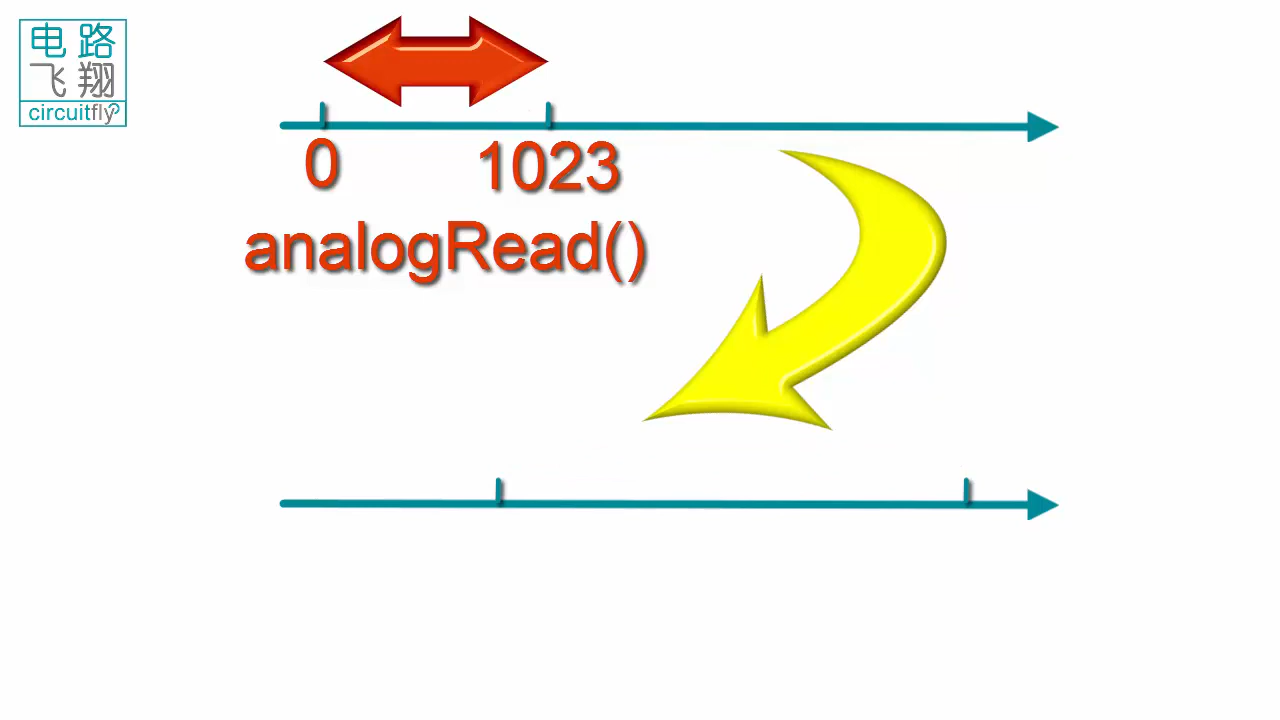 电路
飞翔
circuitfly
0
1023
analogRead()